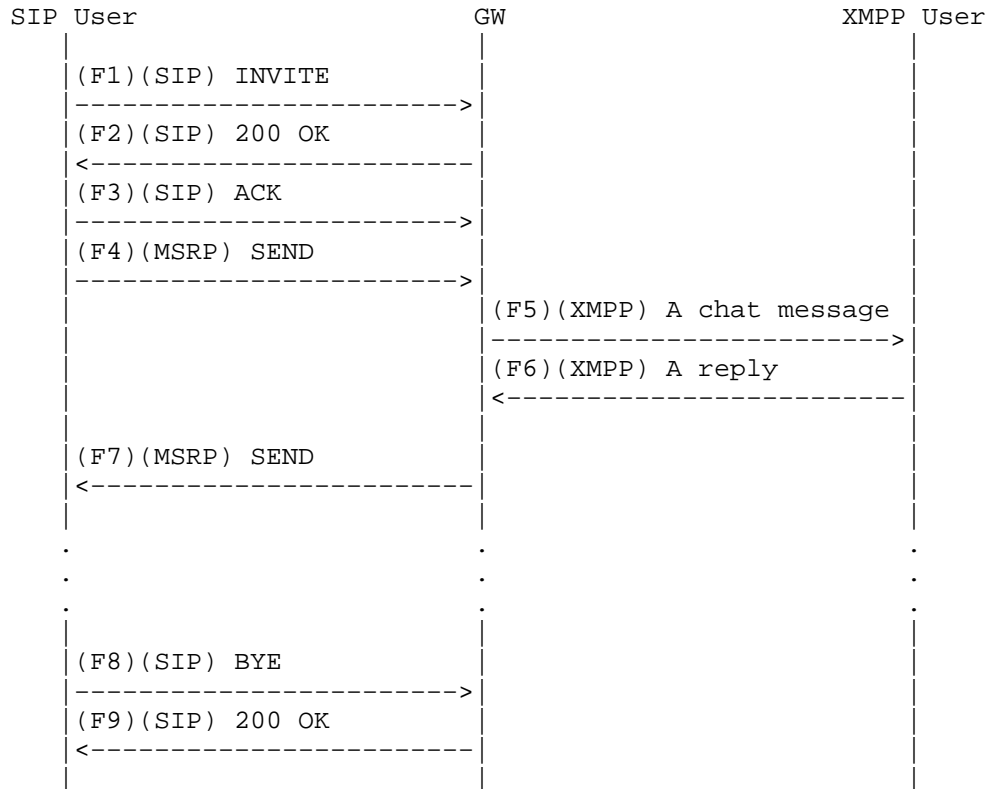 SIP User GW XMPP User
(F1)(SIP) INVITE
(F2)(SIP) 200 OK
(F3)(SIP) ACK
(F4)(MSRP) SEND
(F5)(XMPP) A chat message
(F6)(XMPP) A reply
(F7)(MSRP) SEND
(F8)(SIP) BYE
(F9)(SIP) 200 OK